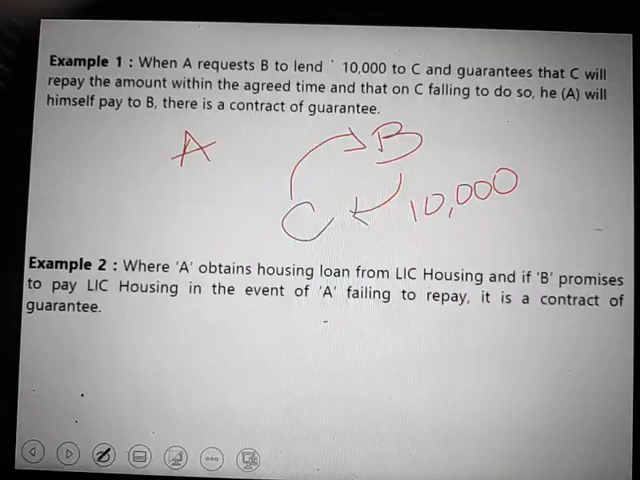 Example 1 : When A requests B to lend ` 10,000 to C and guarantees that C will
repay the amount within the agreed time and that on C falling to do so, he (A) will
himself pay to B, there is a contract of guarantee.
A
B
C
10,000
Example 2 : Where 'A' obtains housing loan from LIC Housing and if 'B' promises
to pay LIC Housing in the event of 'A' failing to repay, it is a contract of
guarantee.